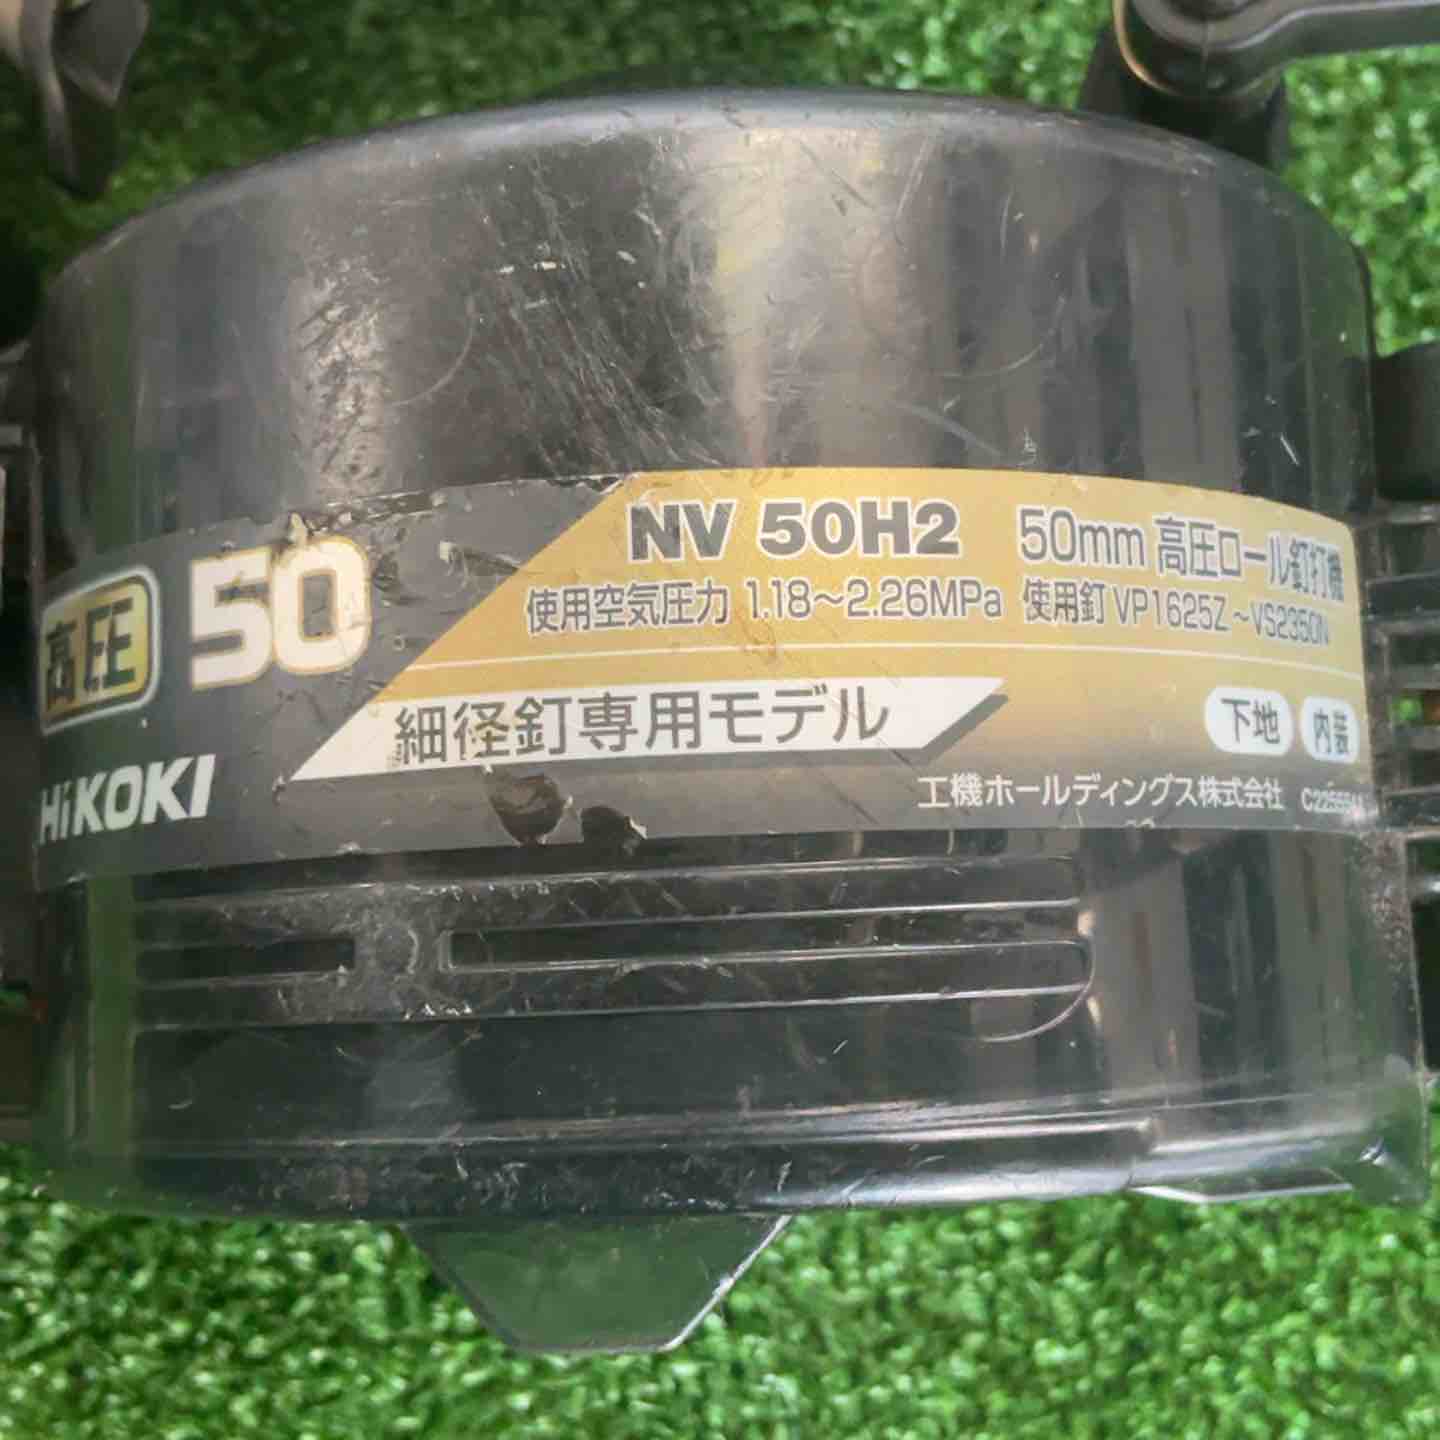 高圧 50
HiKOKI
NV 50H2 50mm 高圧ロール釘打機
使用空気圧力 1.18～2.26MPa 使用釘 VP1625Z～VS2350N
細径釘専用モデル
下地 内装
工機ホールディングス株式会社